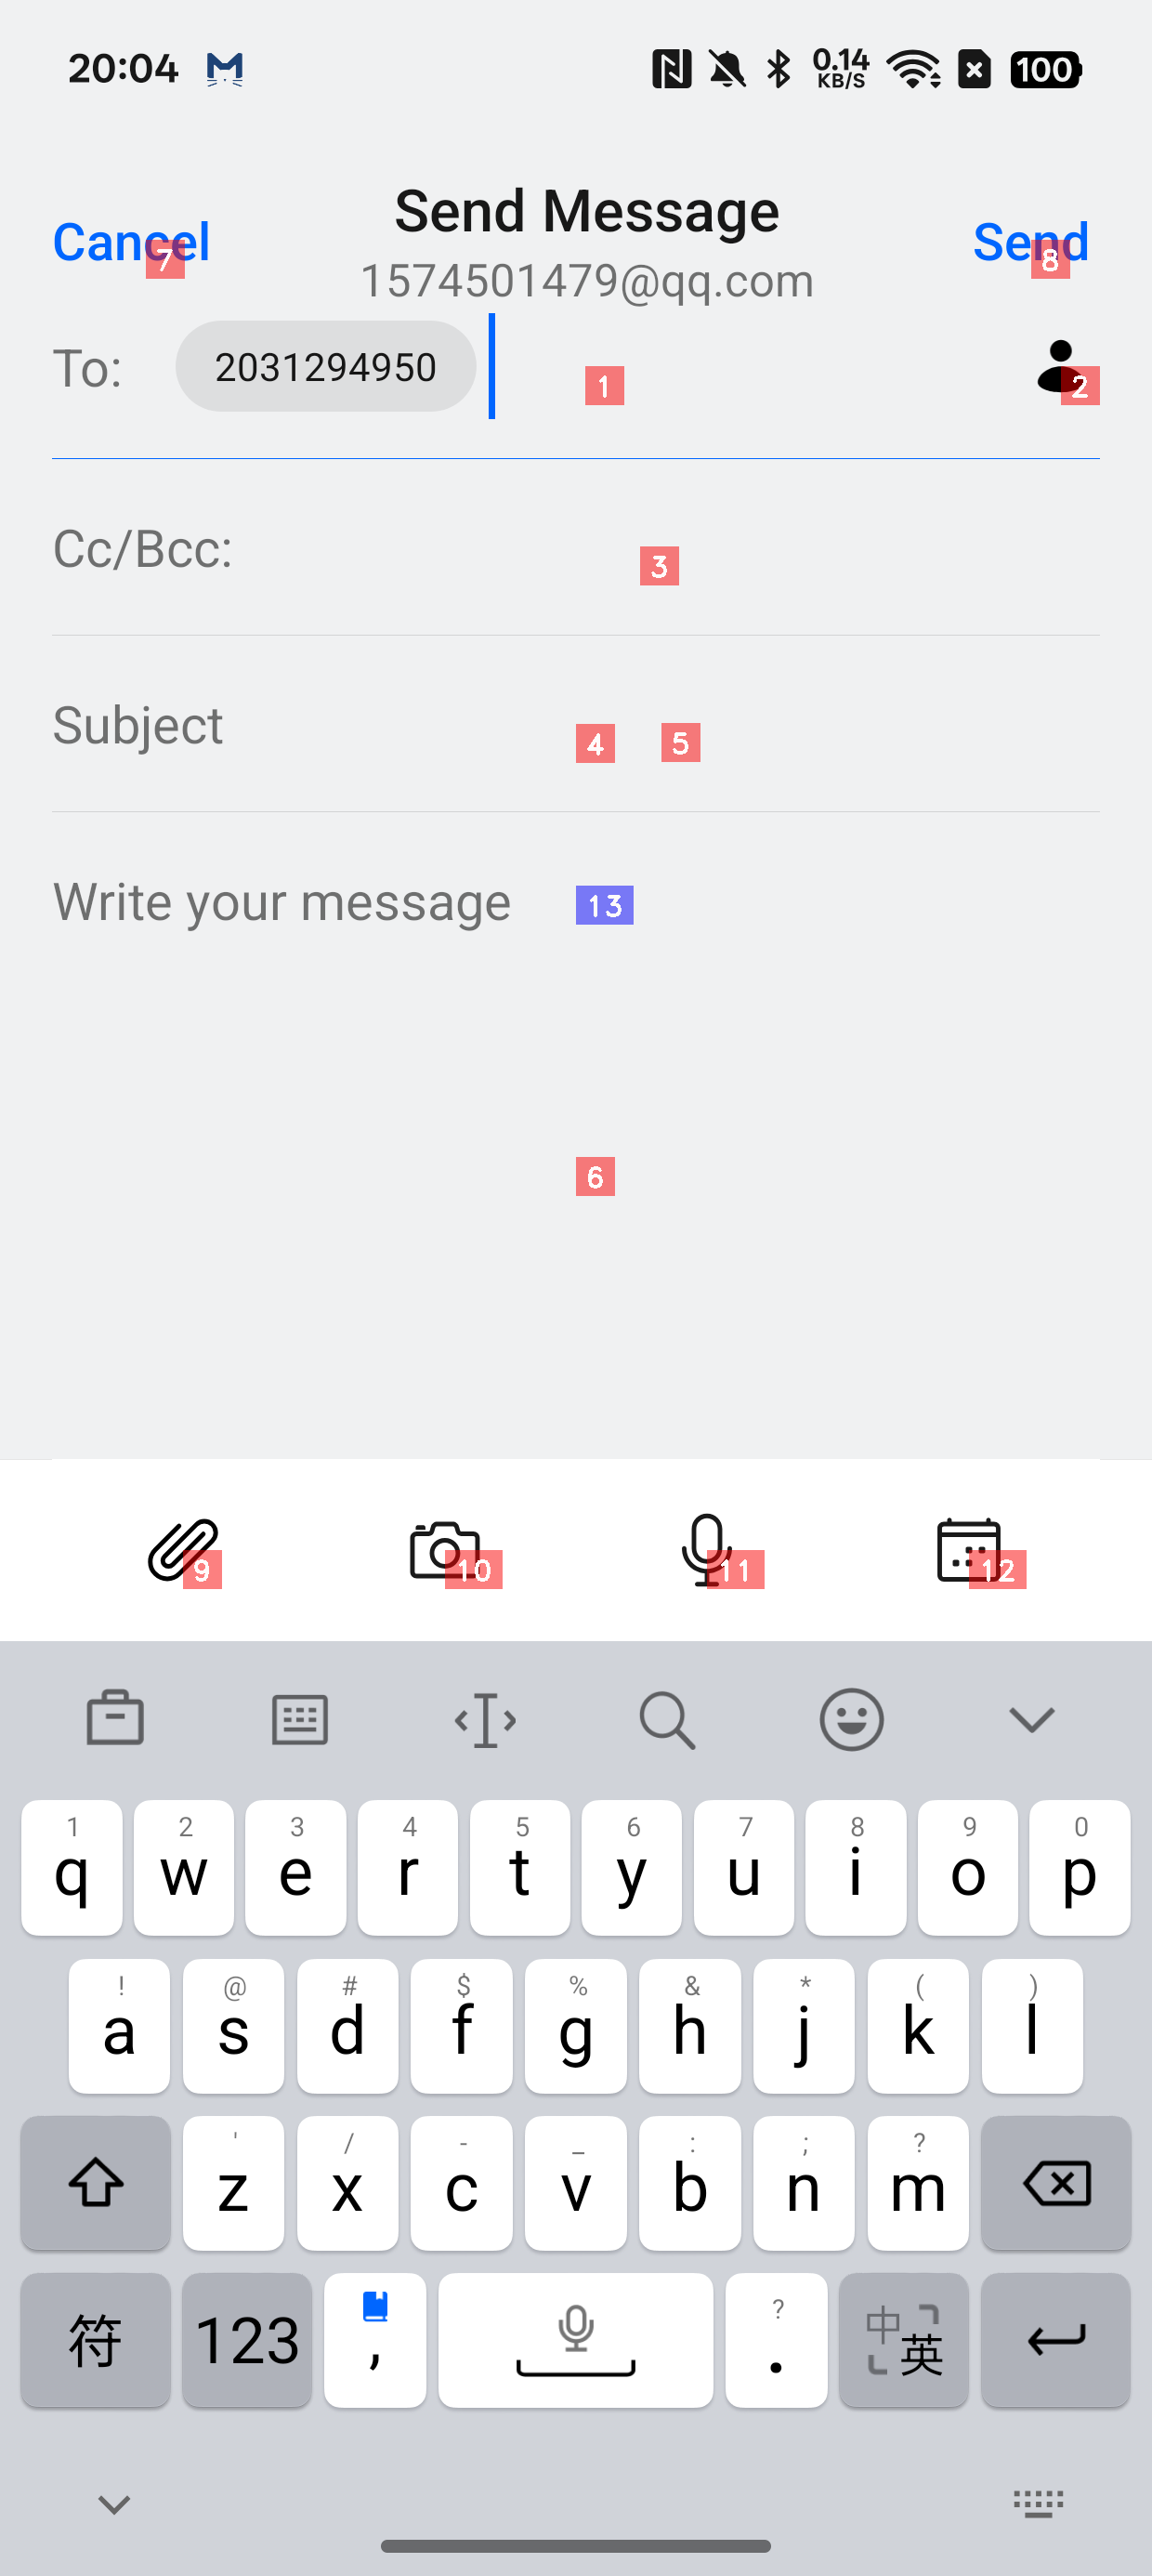 20:04 0.14 KB/S 100
Send Message
Cancel Send
7 8
1574501479@qq.com
To: 2031294950
1 2
Cc/Bcc:
3
Subject
4 5
Write your message 13
6
9 10 11 12
1 2 3 4 5 6 7 8 9 0
q w e r t y u i o p
! @ # $ % & * ( )
a s d f g h j k l
' / - _ : ; ?
z x c v b n m
符 123 , ? . 中 英